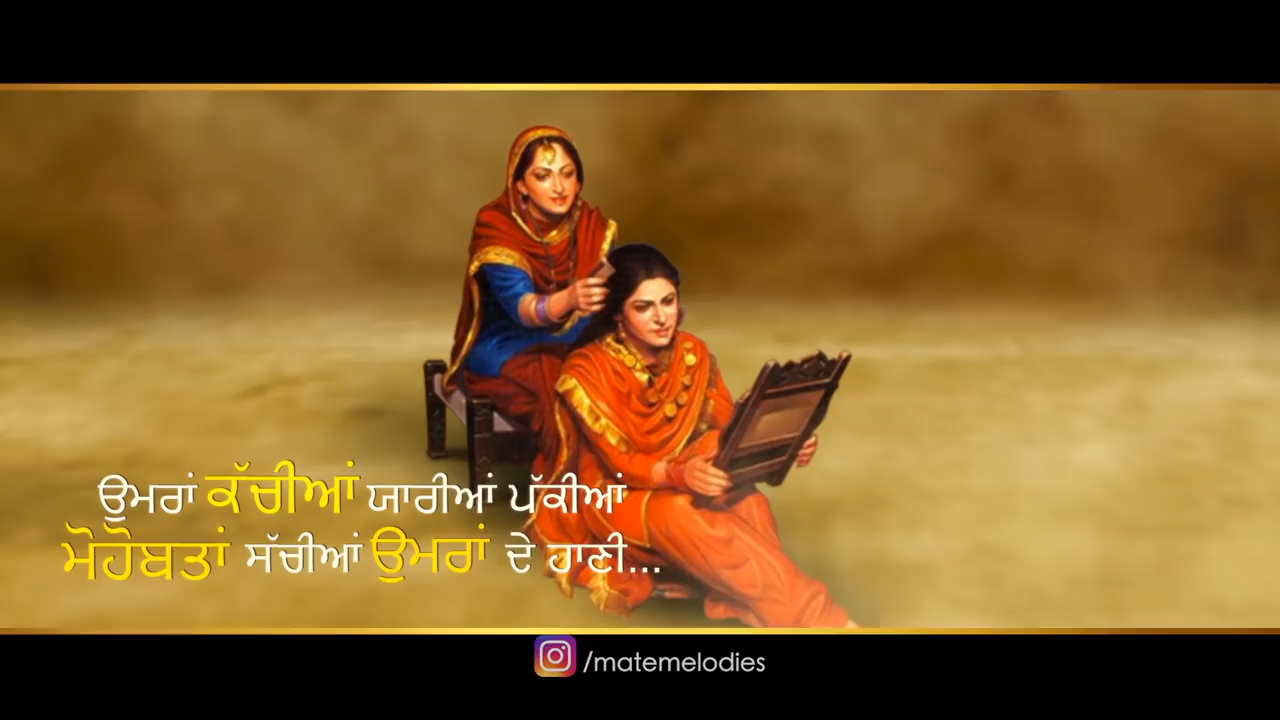 ਉਮਰਾਂ ਕੱਚੀਆਂ ਯਾਰੀਆਂ ਪੱਕੀਆਂ
ਮੋਹੋਬਤਾਂ ਸੱਚੀਆਂ ਉਮਰਾਂ ਦੇ ਹਾਣੀ...
/matemelodies